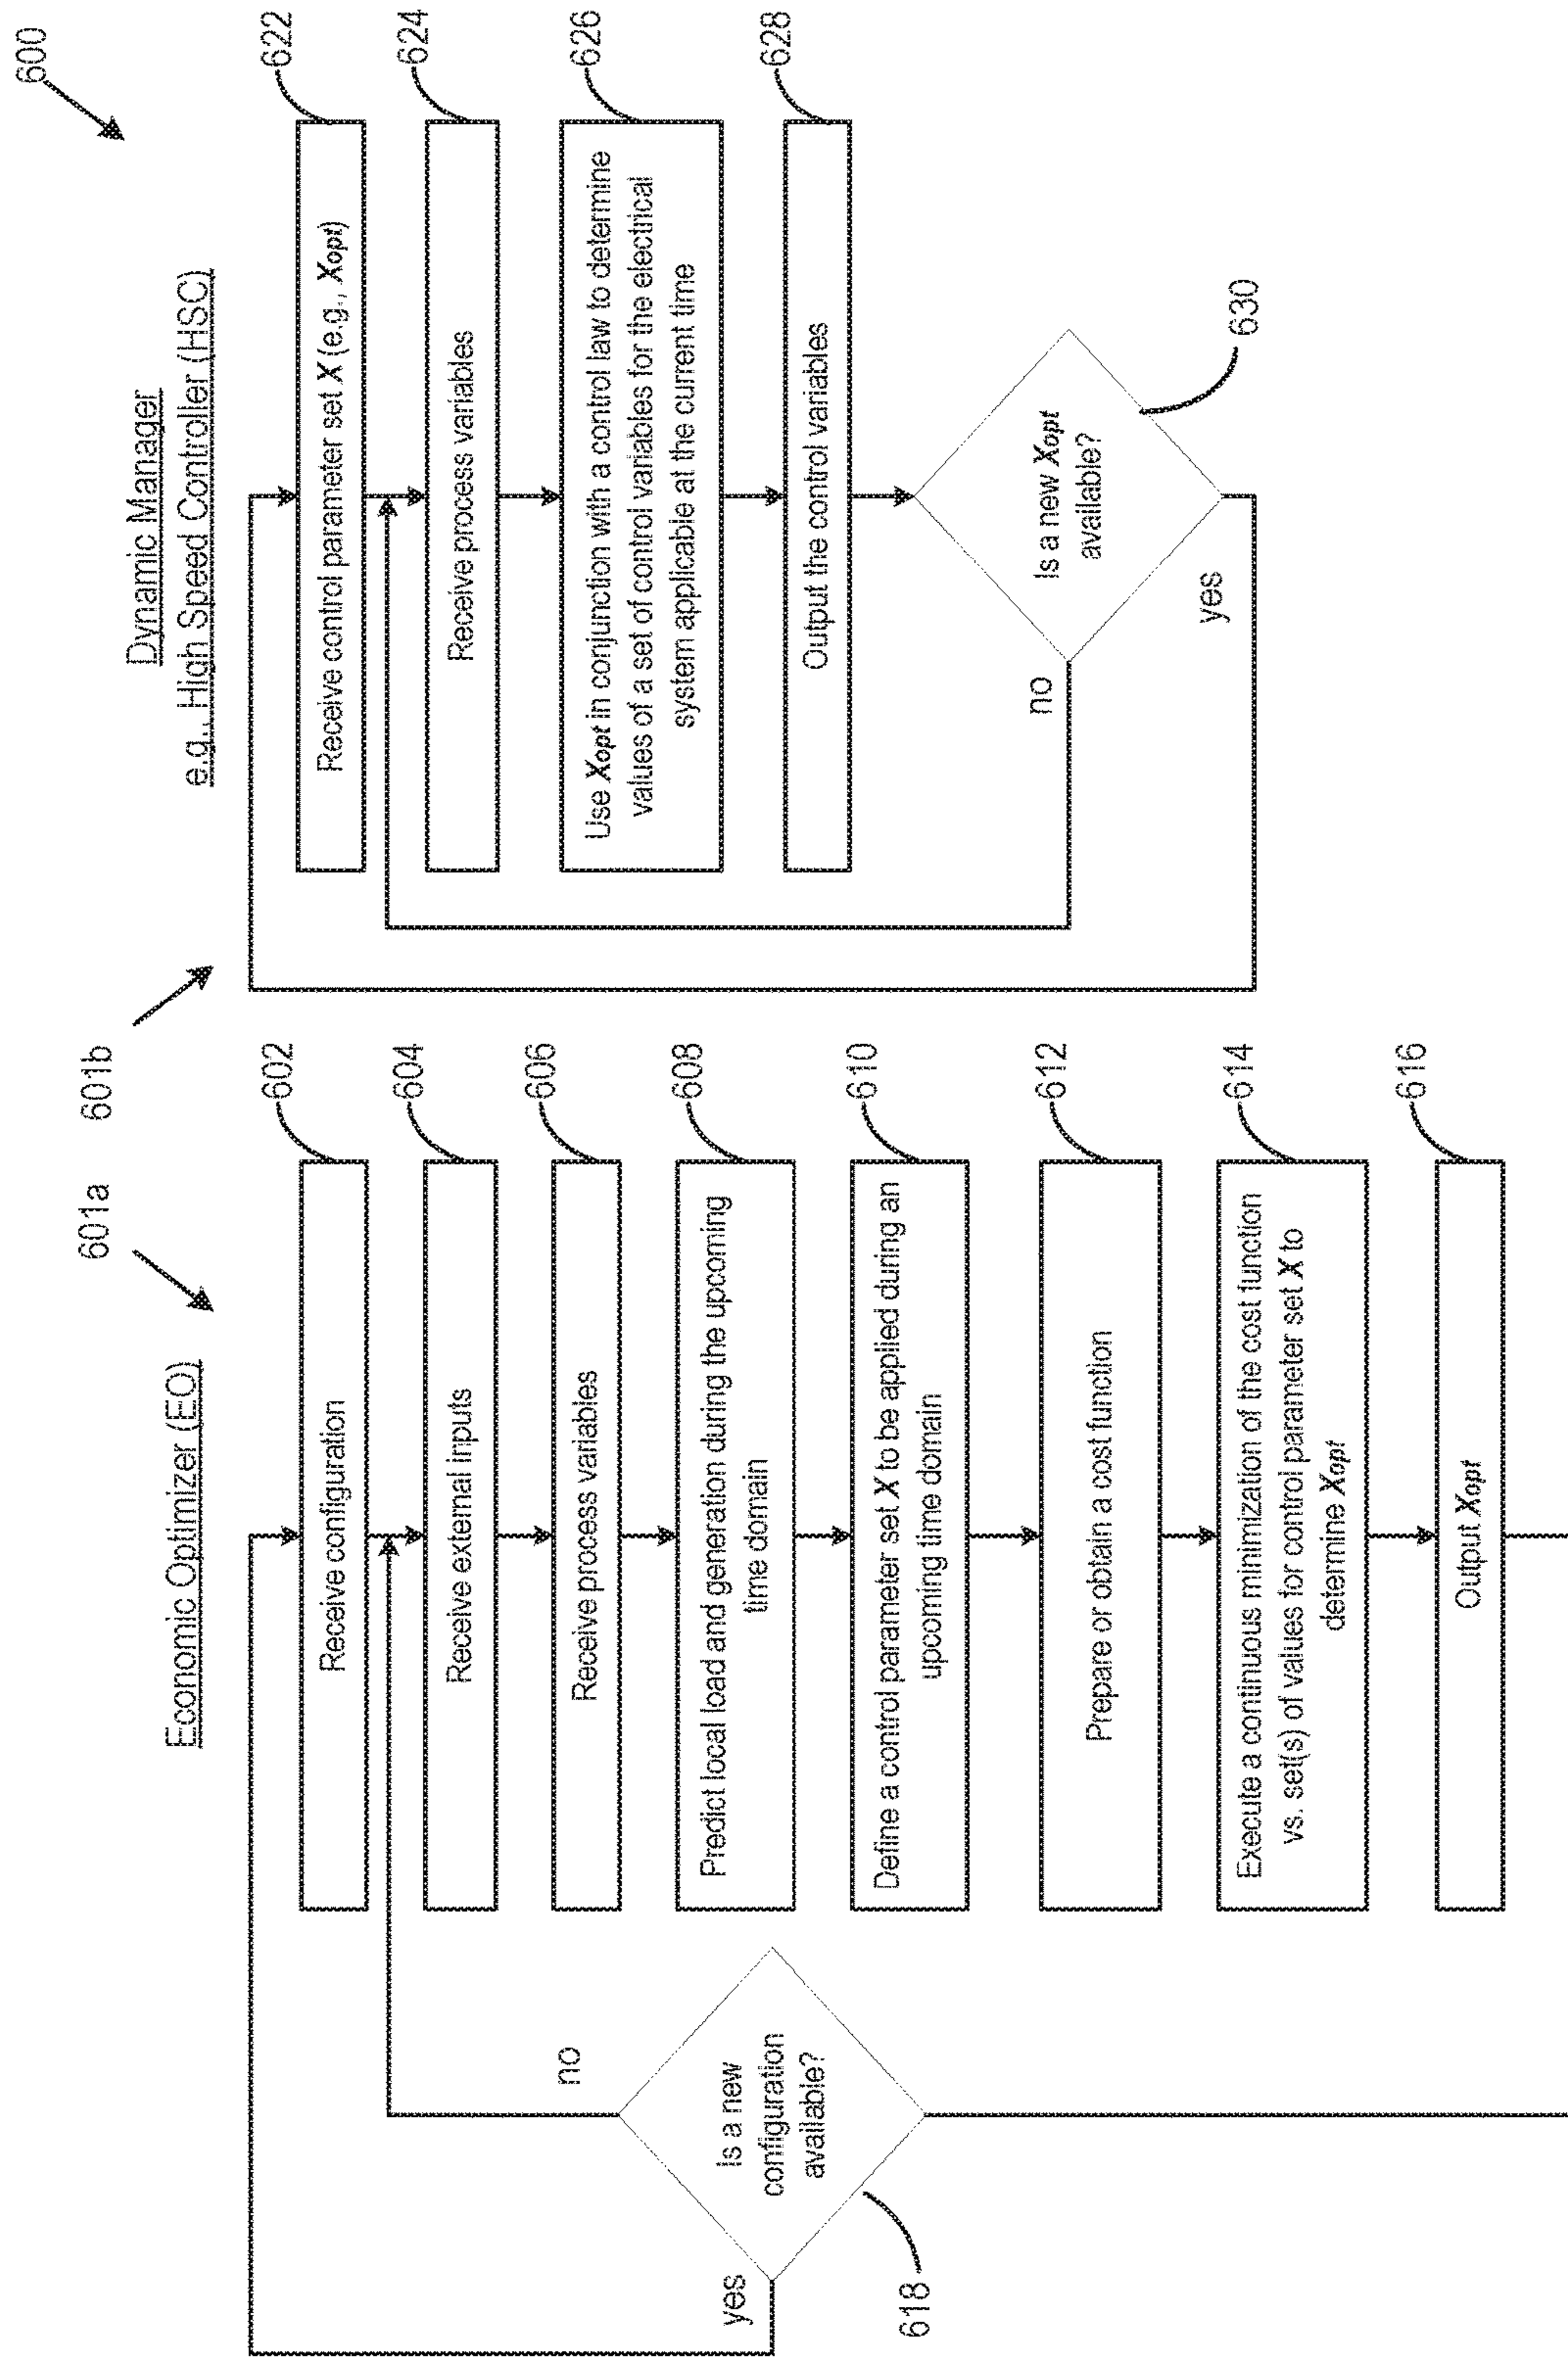 600
601a
601b
Economic Optimizer (EO)
Receive configuration
602
Receive external inputs
604
Receive process variables
606
Predict local load and generation during the upcoming
time domain
608
Define a control parameter set X to be applied during an
upcoming time domain
610
Prepare or obtain a cost function
612
Execute a continuous minimization of the cost function
vs. set(s) of values for control parameter set X to
determine Xopt
614
Output Xopt
616
Is a new
configuration
available?
yes
no
618
Dynamic Manager
e.g., High Speed Controller (HSC)
Receive control parameter set X (e.g., Xopt)
622
Receive process variables
624
Use Xopt in conjunction with a control law to determine
values of a set of control variables for the electrical
system applicable at the current time
626
Output the control variables
628
Is a new Xopt
available?
no
yes
630